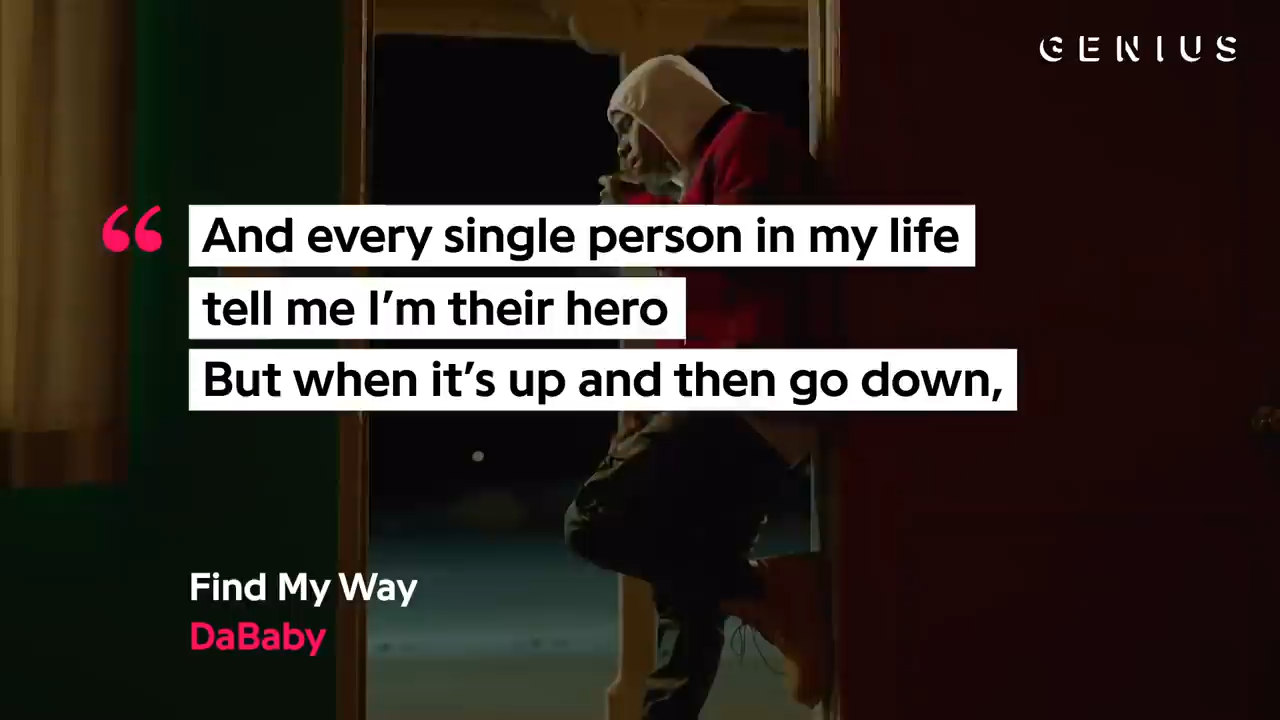 GENIUS
“ And every single person in my life
tell me I’m their hero
But when it’s up and then go down,
Find My Way
DaBaby